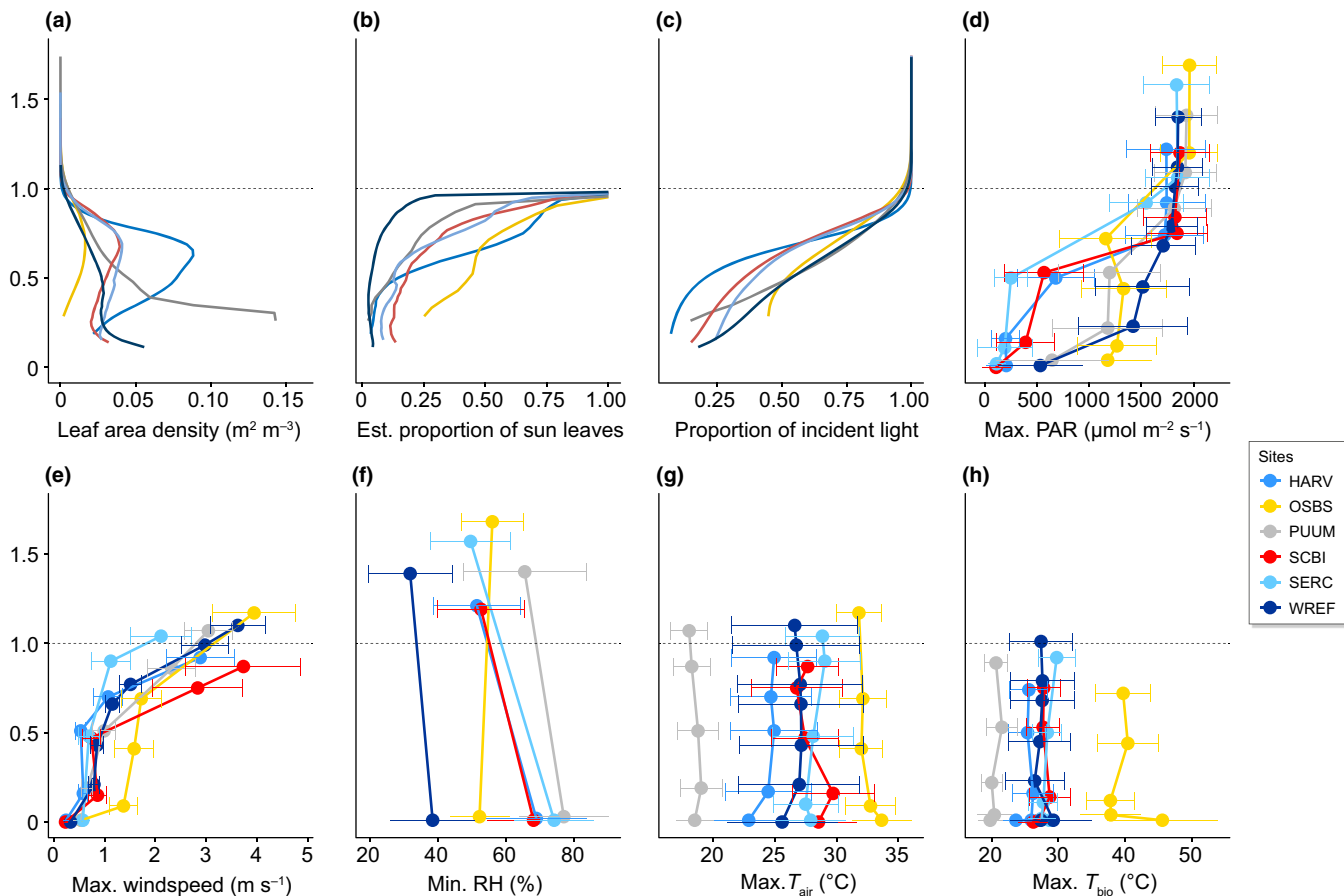 (a)
(b)
(c)
(d)
1.5
1.0
0.5
0
0
0.05
0.10
0.15
0
0.25
0.50
0.75
1.00
0.25
0.50
0.75
1.00
0
500
1000
1500
2000
Leaf area density (m² m⁻³)
Est. proportion of sun leaves
Proportion of incident light
Max. PAR (μmol m⁻² s⁻¹)
(e)
(f)
(g)
(h)
Sites
HARV
OSBS
PUUM
SCBI
SERC
WREF
1.5
1.0
0.5
0
0
1
2
3
4
5
20
40
60
80
20
25
30
35
20
30
40
50
Max. windspeed (m s⁻¹)
Min. RH (%)
Max. T air (°C)
Max. T bio (°C)